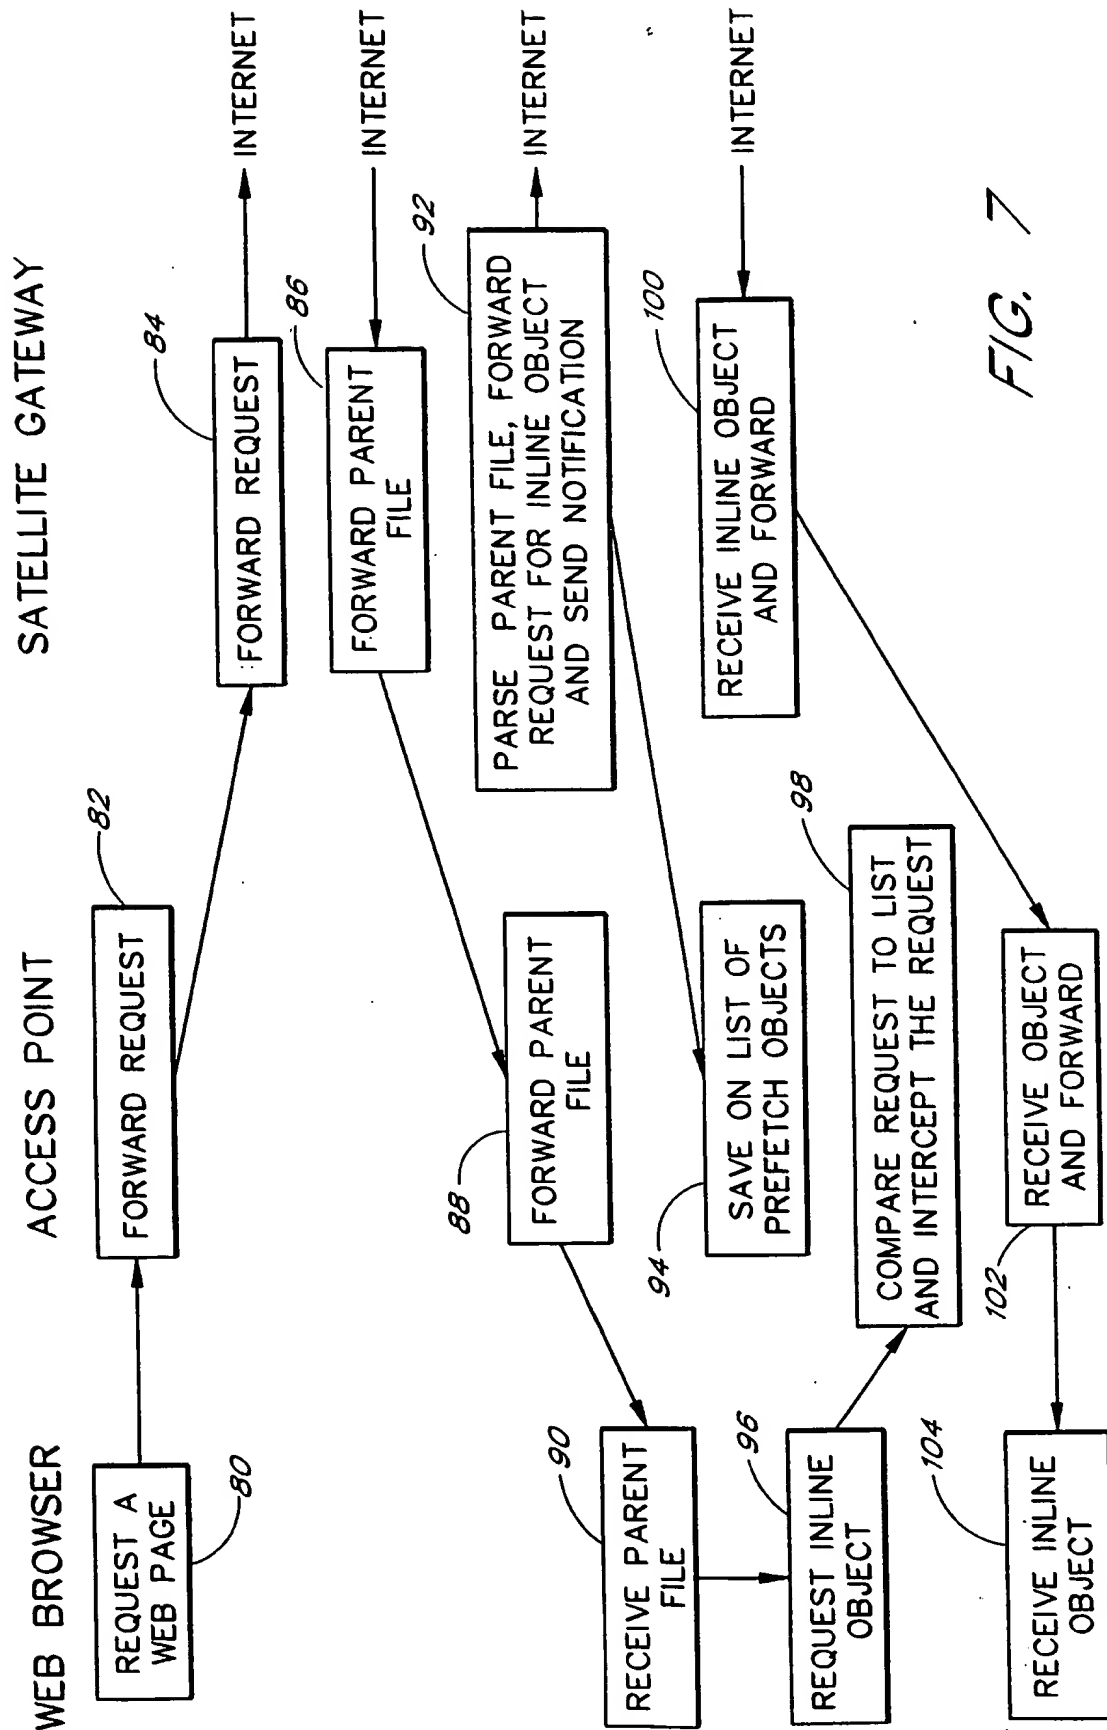 WEB BROWSER
ACCESS POINT
SATELLITE GATEWAY
REQUEST A
WEB PAGE
80
FORWARD REQUEST
82
FORWARD REQUEST
84
INTERNET
FORWARD PARENT
FILE
86
INTERNET
FORWARD PARENT
FILE
88
RECEIVE PARENT
FILE
90
PARSE PARENT FILE, FORWARD
REQUEST FOR INLINE OBJECT
AND SEND NOTIFICATION
92
INTERNET
SAVE ON LIST OF
PREFETCH OBJECTS
94
REQUEST INLINE
OBJECT
96
COMPARE REQUEST TO LIST
AND INTERCEPT THE REQUEST
98
RECEIVE INLINE OBJECT
AND FORWARD
100
INTERNET
RECEIVE OBJECT
AND FORWARD
102
RECEIVE INLINE
OBJECT
104
FIG. 7